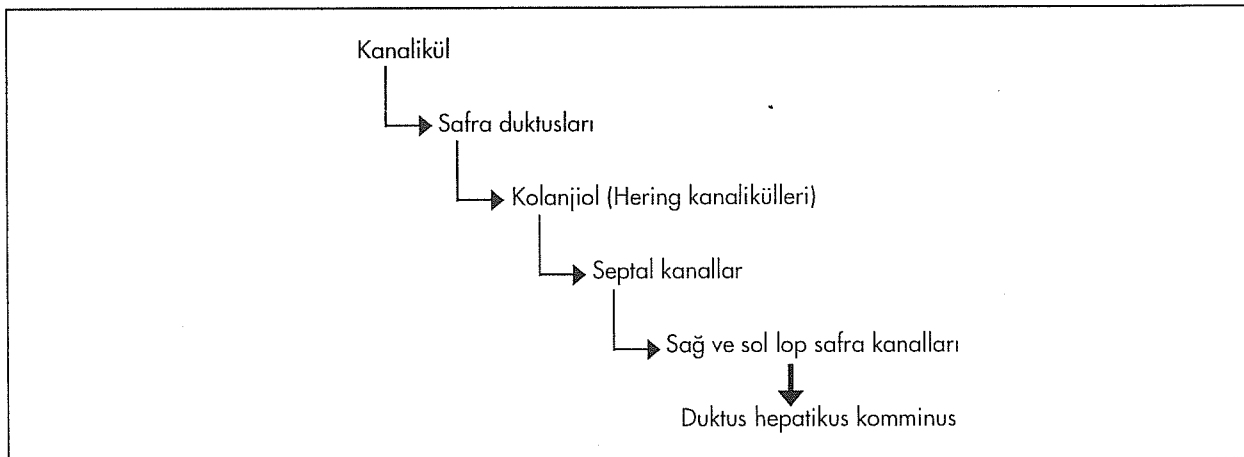 Kanalikül
Safra duktusları
Kolanjiol (Hering kanalikülleri)
Septal kanallar
Sağ ve sol lop safra kanalları
Duktus hepatikus komminus